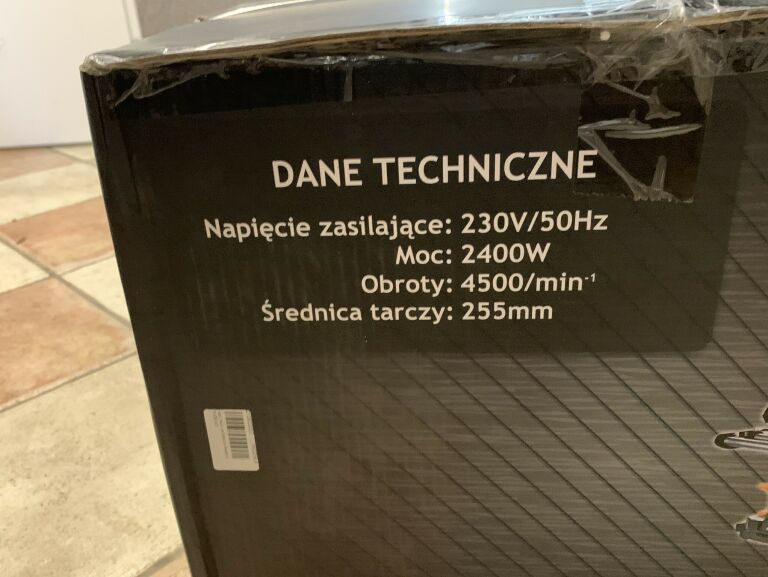 DANE TECHNICZNE
Napięcie zasilające: 230V/50Hz
Moc: 2400W
Obroty: 4500/min⁻¹
Średnica tarczy: 255mm